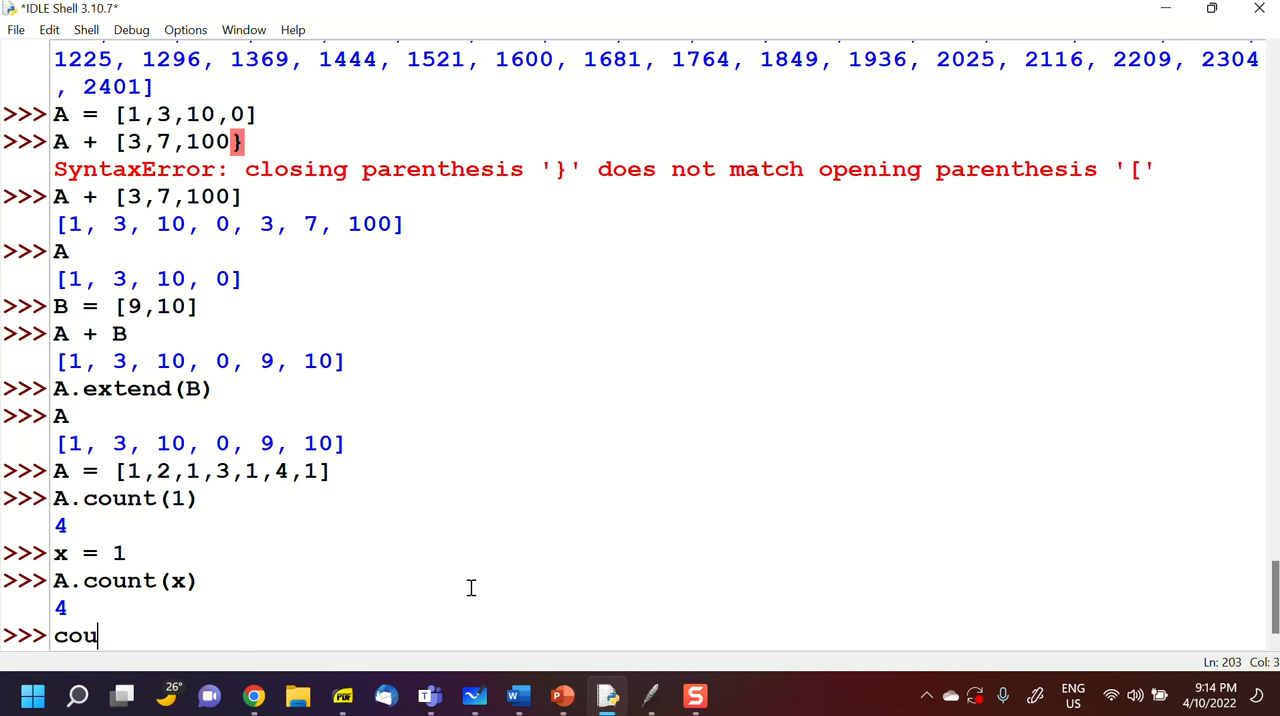 *IDLE Shell 3.10.7*
File Edit Shell Debug Options Window Help
1225, 1296, 1369, 1444, 1521, 1600, 1681, 1764, 1849, 1936, 2025, 2116, 2209, 2304
, 2401]
>>> A = [1,3,10,0]
>>> A + [3,7,100}
SyntaxError: closing parenthesis '}' does not match opening parenthesis '['
>>> A + [3,7,100]
[1, 3, 10, 0, 3, 7, 100]
>>> A
[1, 3, 10, 0]
>>> B = [9,10]
>>> A + B
[1, 3, 10, 0, 9, 10]
>>> A.extend(B)
>>> A
[1, 3, 10, 0, 9, 10]
>>> A = [1,2,1,3,1,4,1]
>>> A.count(1)
4
>>> x = 1
>>> A.count(x)
4
>>> cou
Ln: 203 Col: 3
26°
PDF
ENG
US
9:14 PM
4/10/2022